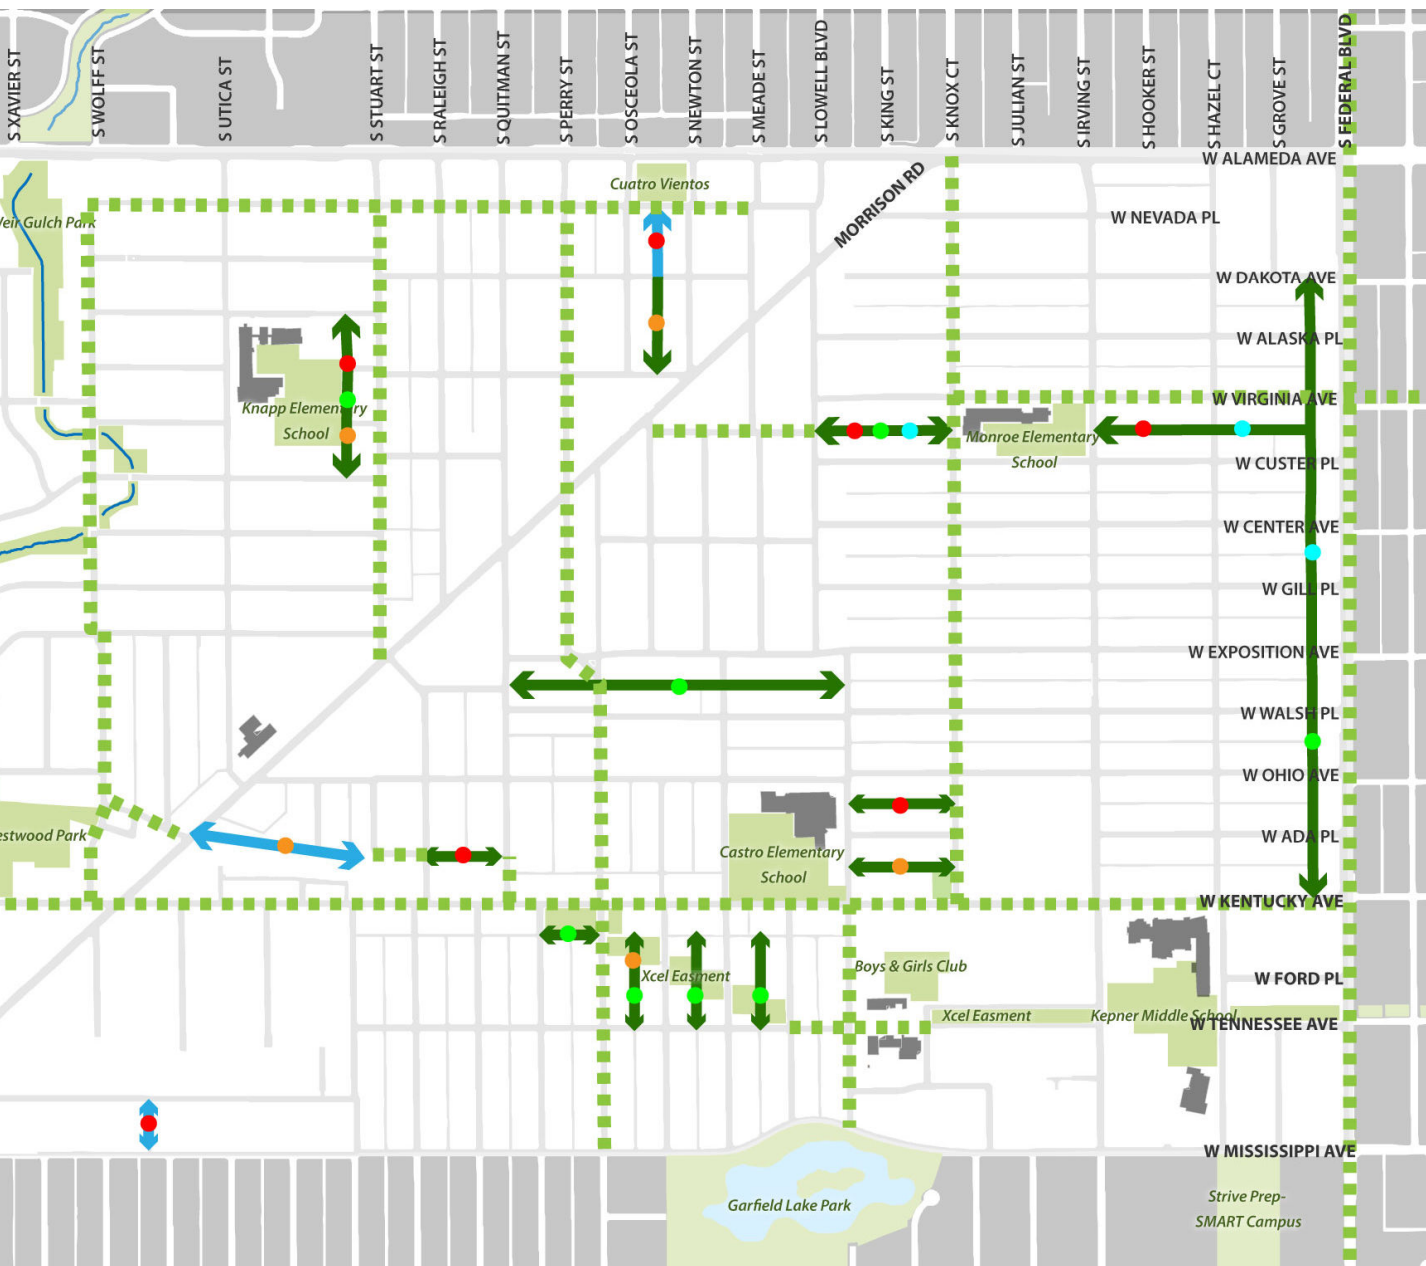 S XAVIER ST
S WOLFF ST
S UTICA ST
S STUART ST
S RALEIGH ST
S QUITMAN ST
S PERRY ST
S OSCEOLA ST
S NEWTON ST
S MEADE ST
S LOWELL BLVD
S KING ST
S KNOX CT
S JULIAN ST
S IRVING ST
S HOOKER ST
S HAZEL CT
S GROVE ST
S FEDERAL BLVD
W ALAMEDA AVE
Cuatro Vientos
MORRISON RD
W NEVADA PL
eir Gulch Park
W DAKOTA AVE
W ALASKA PL
W VIRGINIA AVE
Knapp Elementary
School
Monroe Elementary
School
W CUSTER PL
W CENTER AVE
W GILL PL
W EXPOSITION AVE
W WALSH PL
W OHIO AVE
estwood Park
W ADA PL
Castro Elementary
School
W KENTUCKY AVE
Boys & Girls Club
Xcel Easment
W FORD PL
Xcel Easment
Kepner Middle School
W TENNESSEE AVE
W MISSISSIPPI AVE
Garfield Lake Park
Strive Prep-
SMART Campus